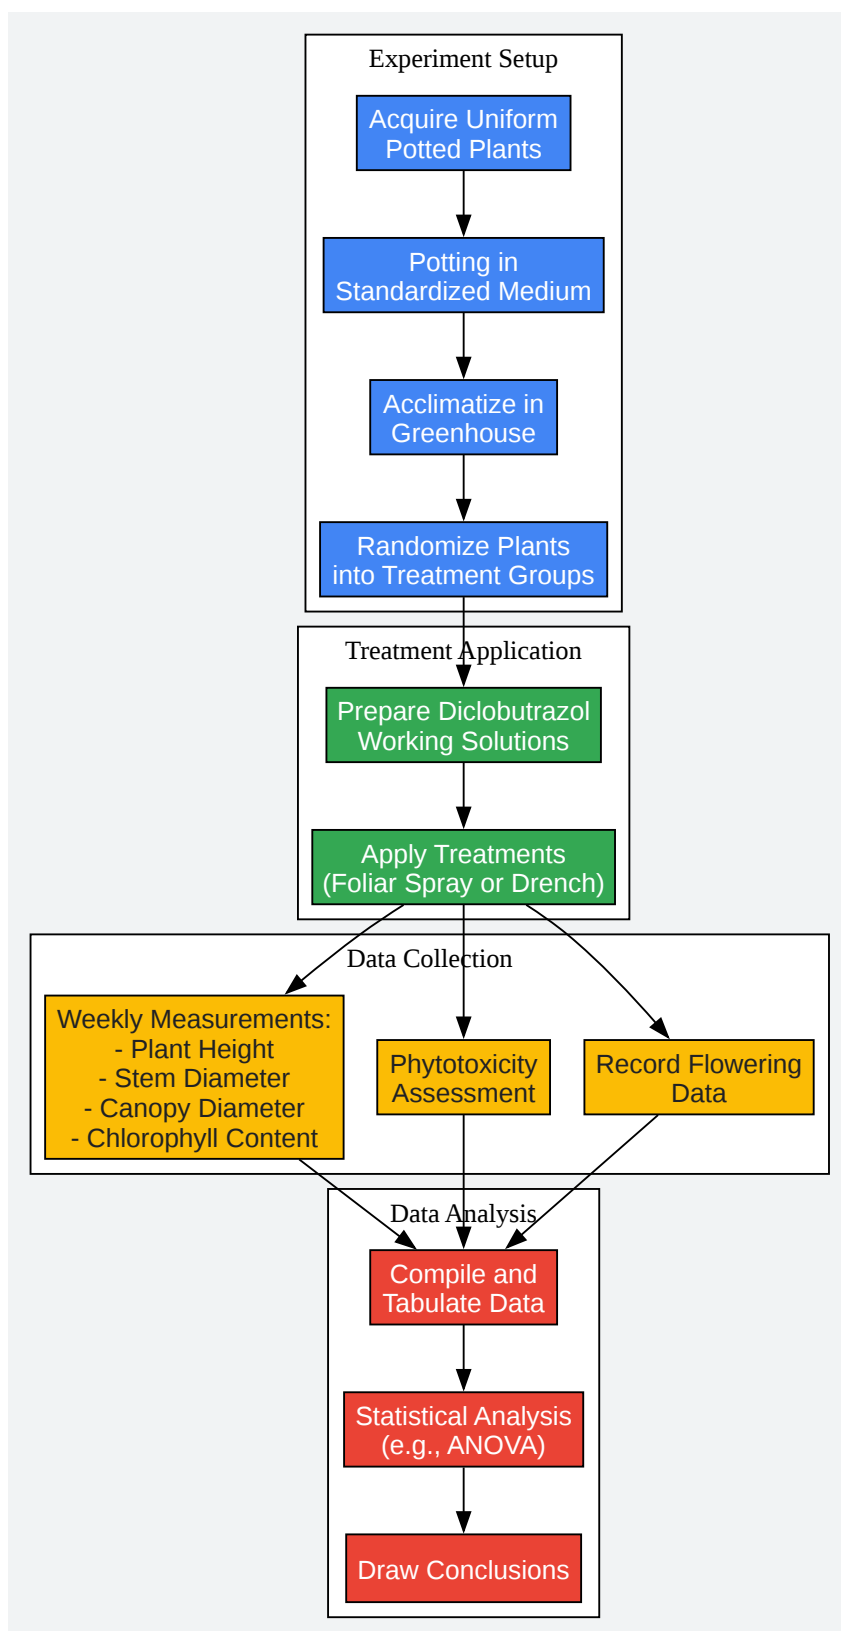 Experiment Setup
Acquire Uniform
Potted Plants
Potting in
Standardized Medium
Acclimatize in
Greenhouse
Randomize Plants
into Treatment Groups
Treatment Application
Prepare Diclobutrazol
Working Solutions
Apply Treatments
(Foliar Spray or Drench)
Data Collection
Weekly Measurements:
- Plant Height
- Stem Diameter
- Canopy Diameter
- Chlorophyll Content
Phytotoxicity
Assessment
Record Flowering
Data
Data Analysis
Compile and
Tabulate Data
Statistical Analysis
(e.g., ANOVA)
Draw Conclusions